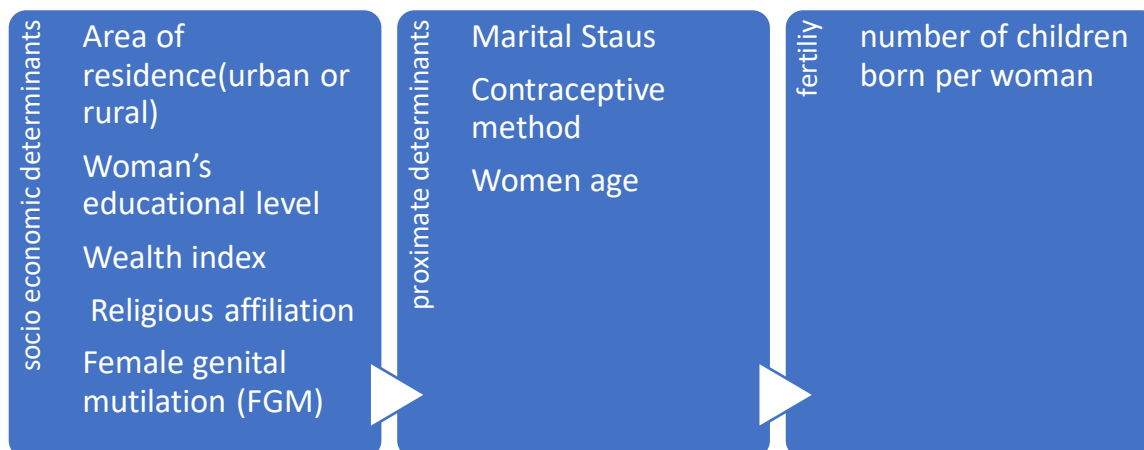 socio economic determinants
Area of
residence(urban or
rural)
Woman's
educational level
Wealth index
Religious affiliation
Female genital
mutilation (FGM)
proximate determinants
Marital Staus
Contraceptive
method
Women age
fertiliy
number of children
born per woman